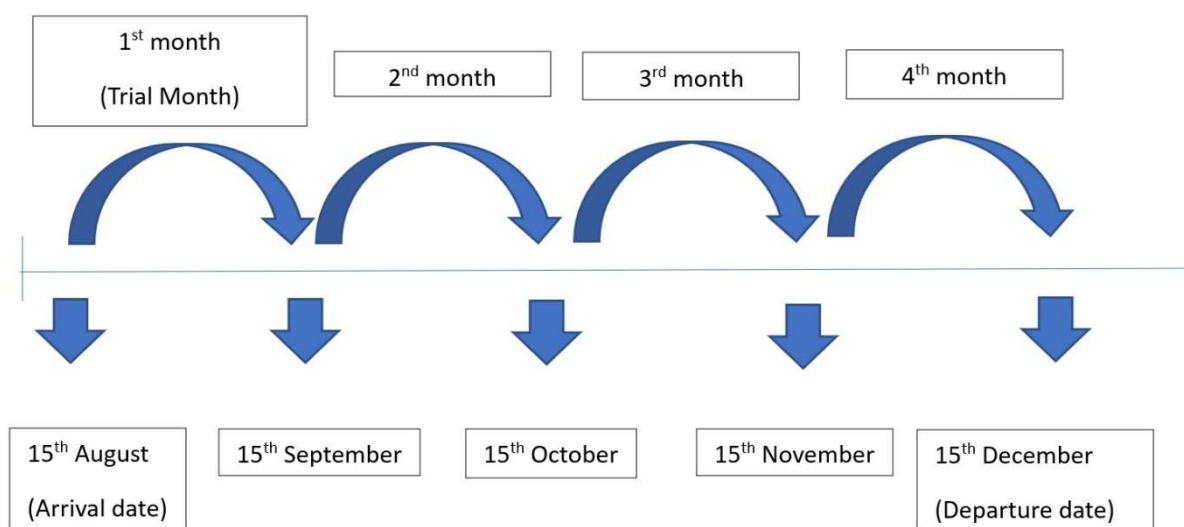 1st month
(Trial Month)
2nd month
3rd month
4th month
15th August
(Arrival date)
15th September
15th October
15th November
15th December
(Departure date)